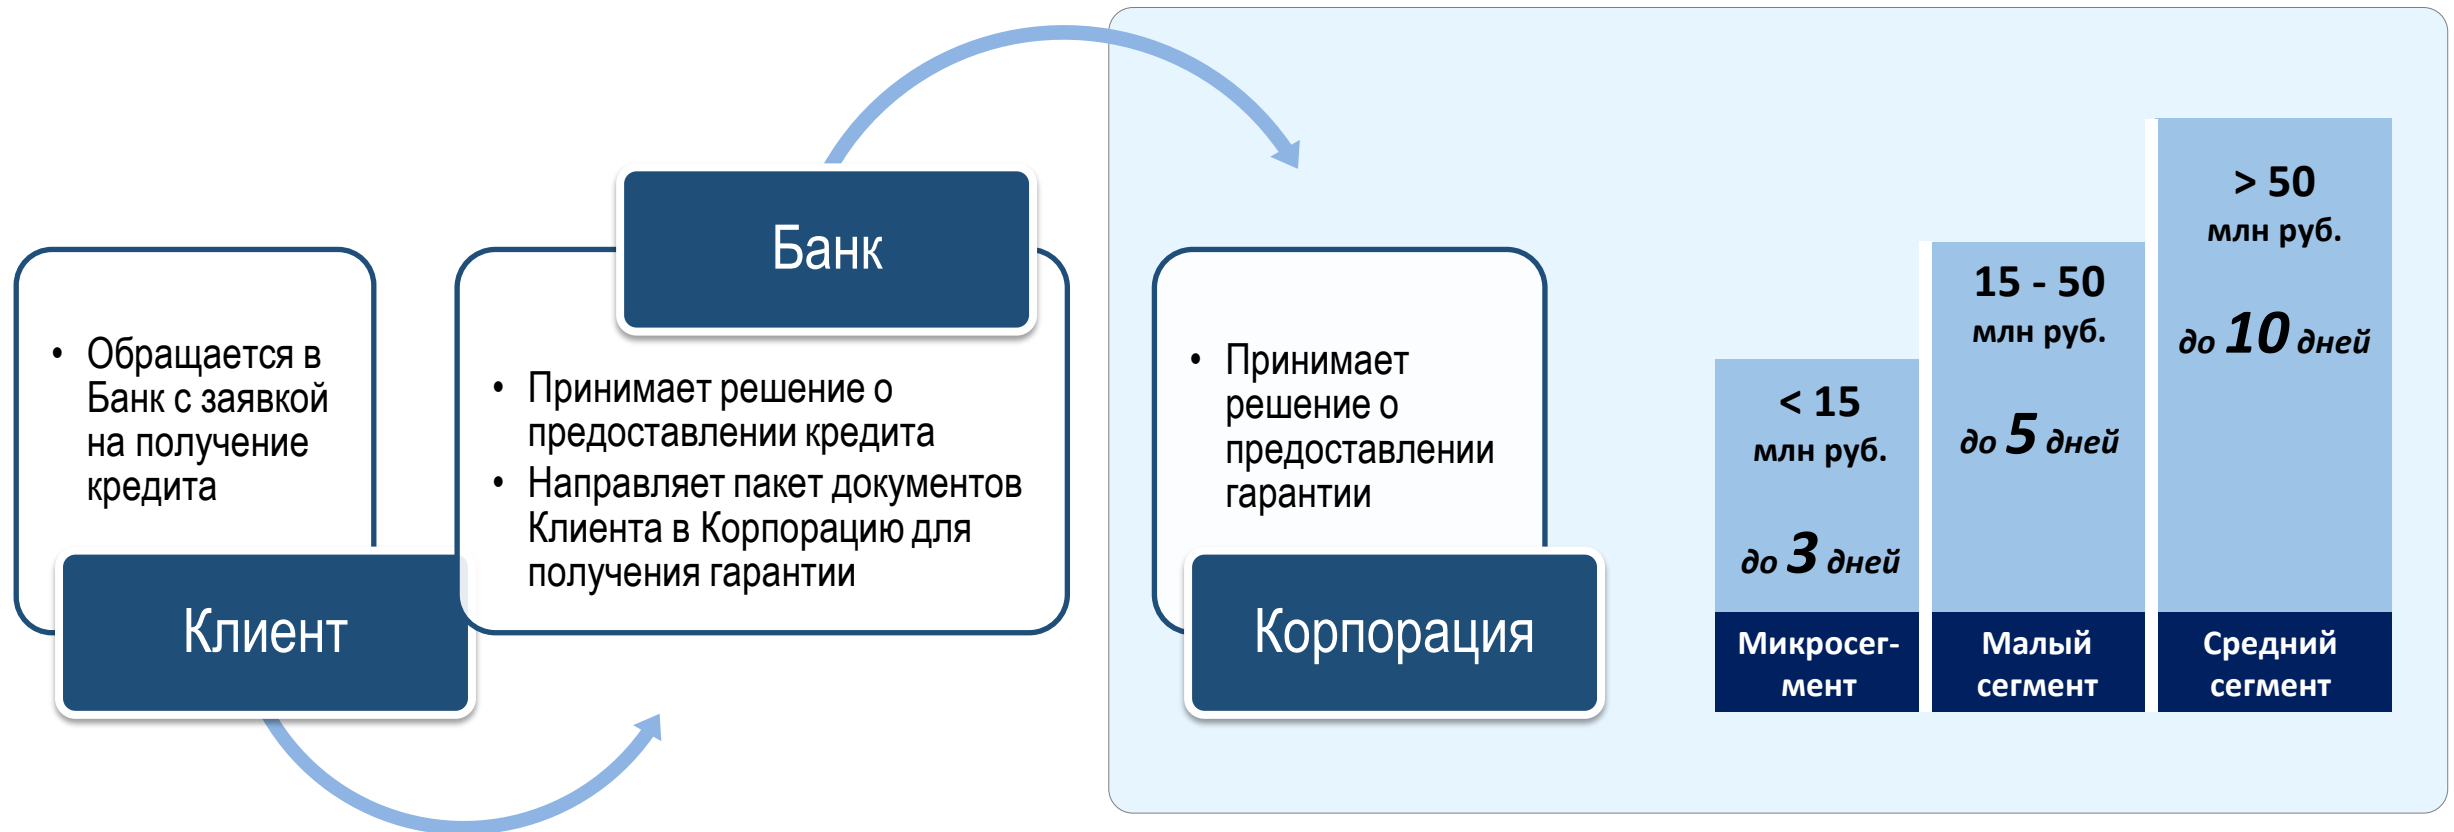 • Обращается в
Банк с заявкой
на получение
кредита
Клиент
Банк
• Принимает решение о
предоставлении кредита
• Направляет пакет документов
Клиента в Корпорацию для
получения гарантии
• Принимает
решение о
предоставлении
гарантии
Корпорация
< 15
млн руб.
до 3 дней
Микросег-
мент
15 - 50
млн руб.
до 5 дней
Малый
сегмент
> 50
млн руб.
до 10 дней
Средний
сегмент